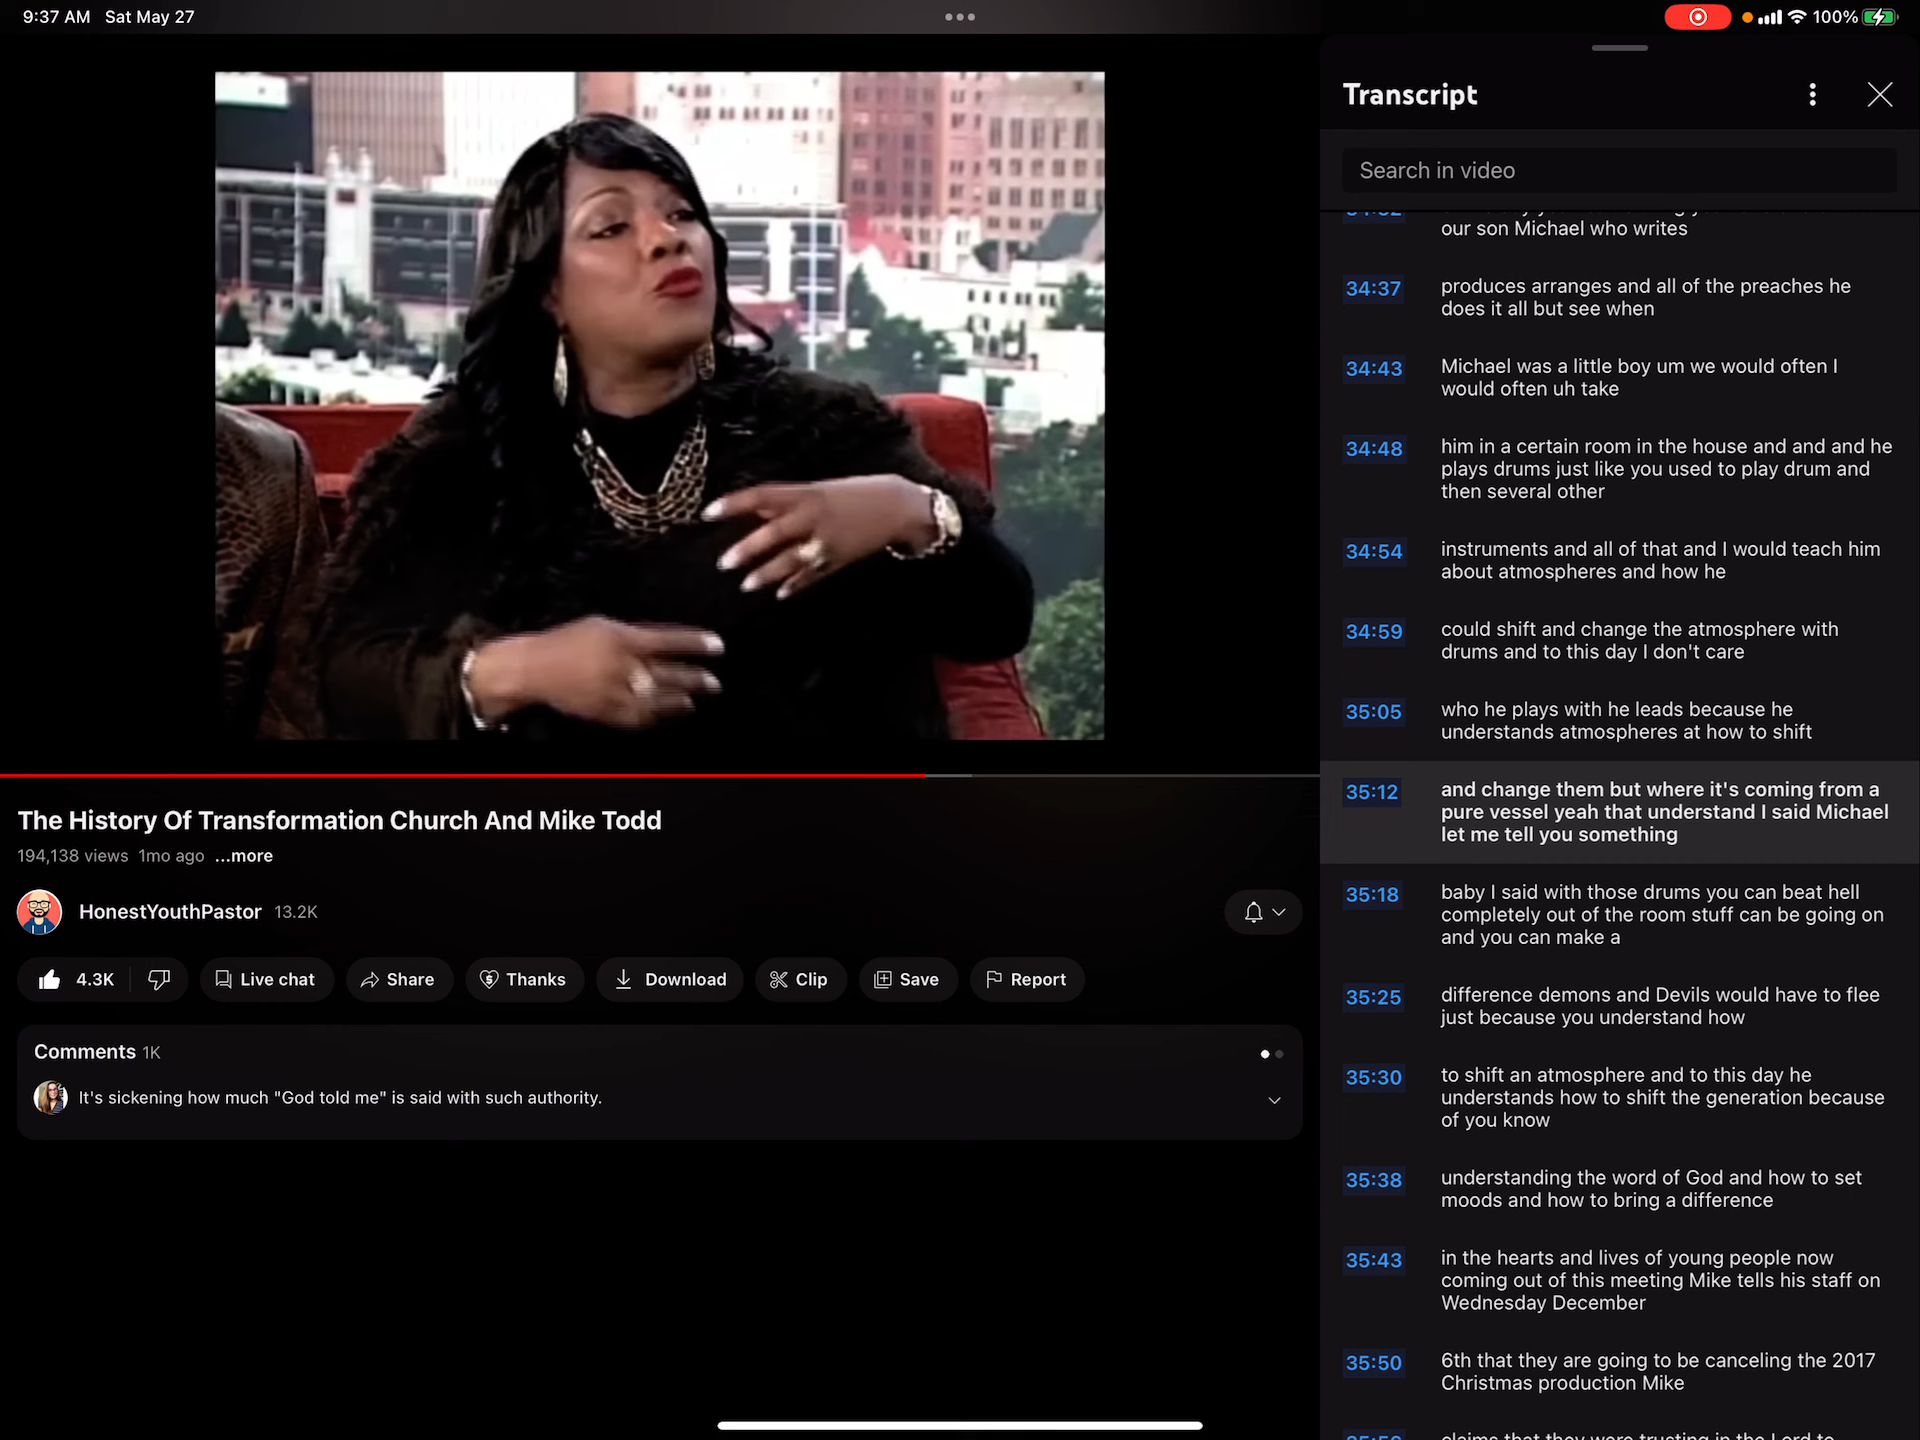 9:37 AM Sat May 27
100%
Transcript
Search in video
our son Michael who writes
34:37
produces arranges and all of the preaches he
does it all but see when
34:43
Michael was a little boy um we would often I
would often uh take
34:48
him in a certain room in the house and and and he
plays drums just like you used to play drum and
then several other
34:54
instruments and all of that and I would teach him
about atmospheres and how he
34:59
could shift and change the atmosphere with
drums and to this day I don't care
35:05
who he plays with he leads because he
understands atmospheres at how to shift
35:12
and change them but where it's coming from a
pure vessel yeah that understand I said Michael
let me tell you something
35:18
baby I said with those drums you can beat hell
completely out of the room stuff can be going on
and you can make a
35:25
difference demons and Devils would have to flee
just because you understand how
35:30
to shift an atmosphere and to this day he
understands how to shift the generation because
of you know
35:38
understanding the word of God and how to set
moods and how to bring a difference
35:43
in the hearts and lives of young people now
coming out of this meeting Mike tells his staff on
Wednesday December
35:50
6th that they are going to be canceling the 2017
Christmas production Mike
The History Of Transformation Church And Mike Todd
194,138 views 1mo ago ...more
HonestYouthPastor 13.2K
4.3K Live chat Share Thanks Download Clip Save Report
Comments 1K
It's sickening how much "God told me" is said with such authority.